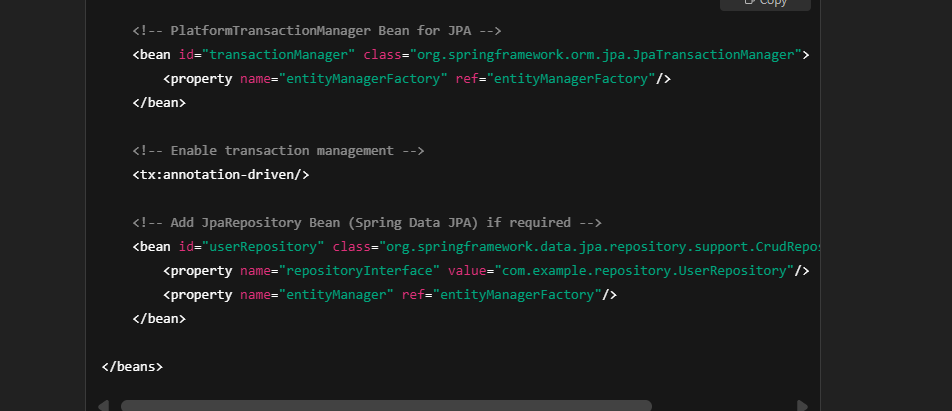 Copy
<!-- PlatformTransactionManager Bean for JPA -->
<bean id="transactionManager" class="org.springframework.orm.jpa.JpaTransactionManager">
<property name="entityManagerFactory" ref="entityManagerFactory"/>
</bean>
<!-- Enable transaction management -->
<tx:annotation-driven/>
<!-- Add JpaRepository Bean (Spring Data JPA) if required -->
<bean id="userRepository" class="org.springframework.data.jpa.repository.support.CrudRepos
<property name="repositoryInterface" value="com.example.repository.UserRepository"/>
<property name="entityManager" ref="entityManagerFactory"/>
</bean>
</beans>